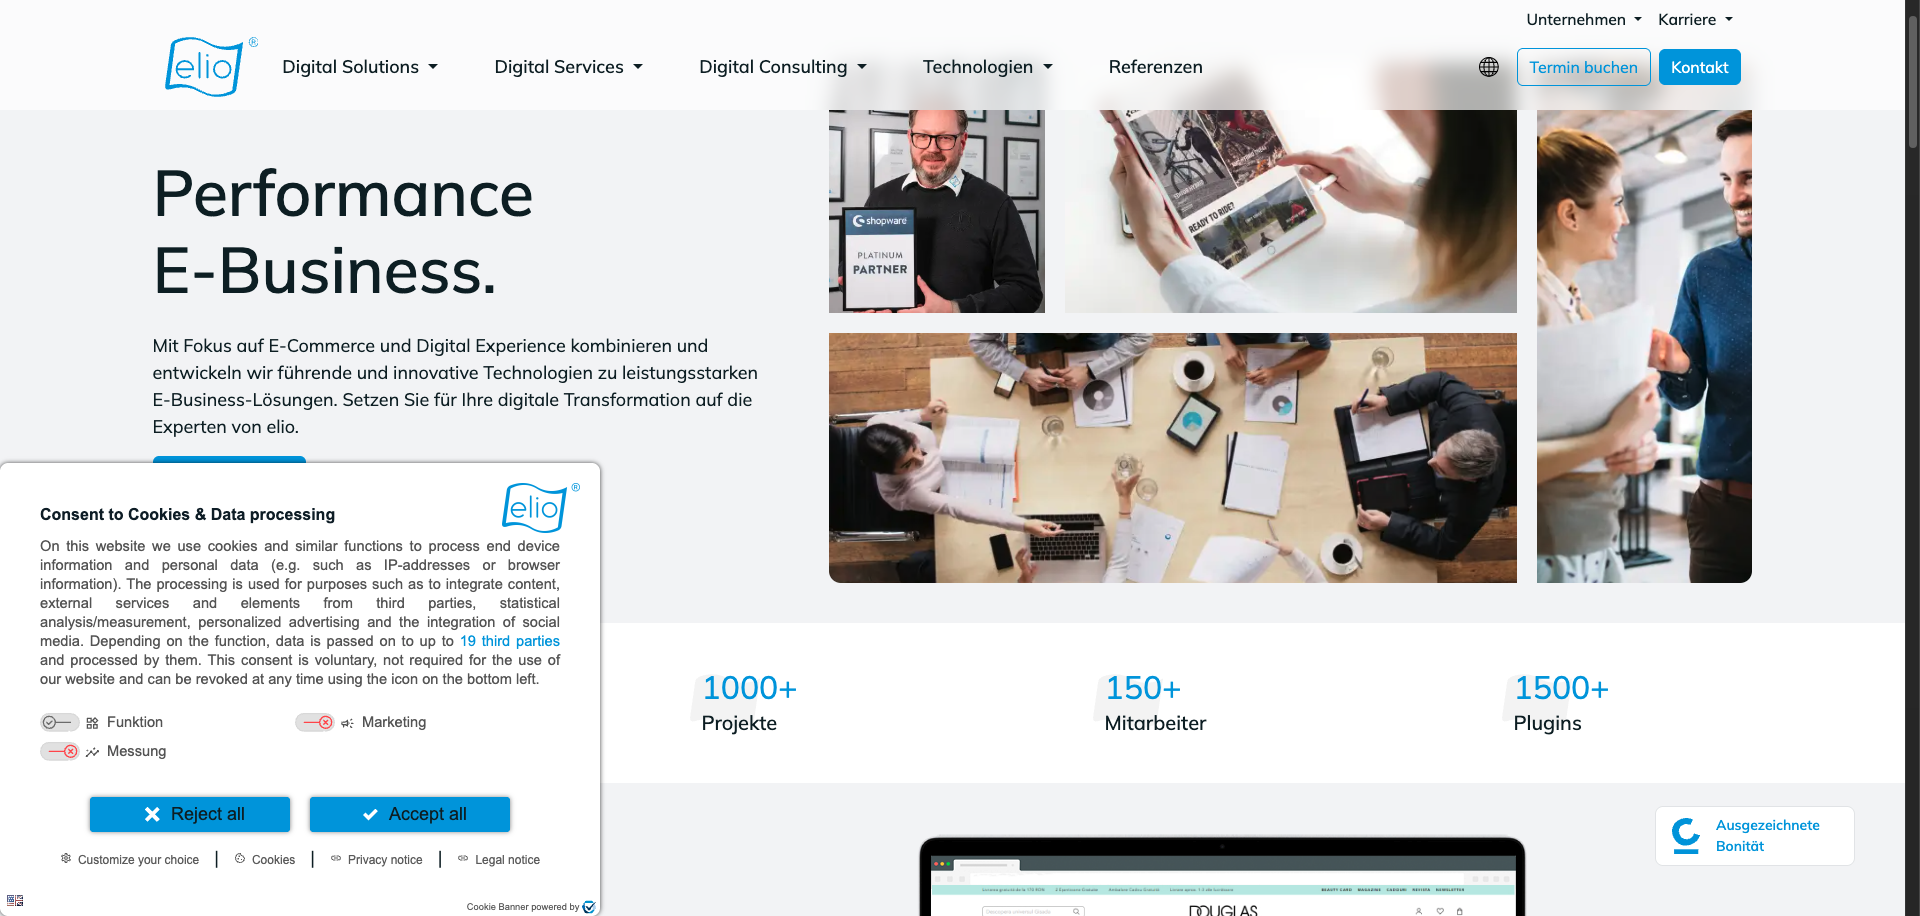 Unternehmen
Karriere
elio ®
Digital Solutions
Digital Services
Digital Consulting
Technologien
Referenzen
Termin buchen
Kontakt
Performance
E-Business.
Mit Fokus auf E-Commerce und Digital Experience kombinieren und
entwickeln wir führende und innovative Technologien zu leistungsstarken
E-Business-Lösungen. Setzen Sie für Ihre digitale Transformation auf die
Experten von elio.
shopware
PLATINUM
PARTNER
READY TO RIDE?
elio ®
Consent to Cookies & Data processing
On this website we use cookies and similar functions to process end device
information and personal data (e.g. such as IP-addresses or browser
information). The processing is used for purposes such as to integrate content,
external services and elements from third parties, statistical
analysis/measurement, personalized advertising and the integration of social
media. Depending on the function, data is passed on to up to 19 third parties
and processed by them. This consent is voluntary, not required for the use of
our website and can be revoked at any time using the icon on the bottom left.
Funktion
Marketing
Messung
Reject all
Accept all
Customize your choice
Cookies
Privacy notice
Legal notice
Cookie Banner powered by
1000+
Projekte
150+
Mitarbeiter
1500+
Plugins
Ausgezeichnete
Bonität
BEAUTY CARD MAGAZINE CADOURI REVISTA NEWSLETTER
DOUGLAS